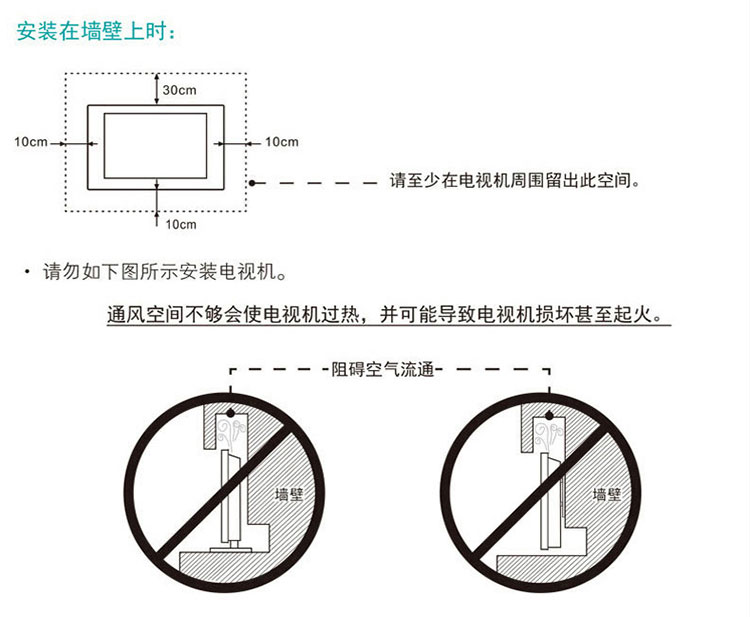 安装在墙壁上时：
30cm
10cm
10cm
请至少在电视机周围留出此空间。
10cm
· 请勿如下图所示安装电视机。
通风空间不够会使电视机过热，并可能导致电视机损坏甚至起火。
阻碍空气流通
墙壁
墙壁